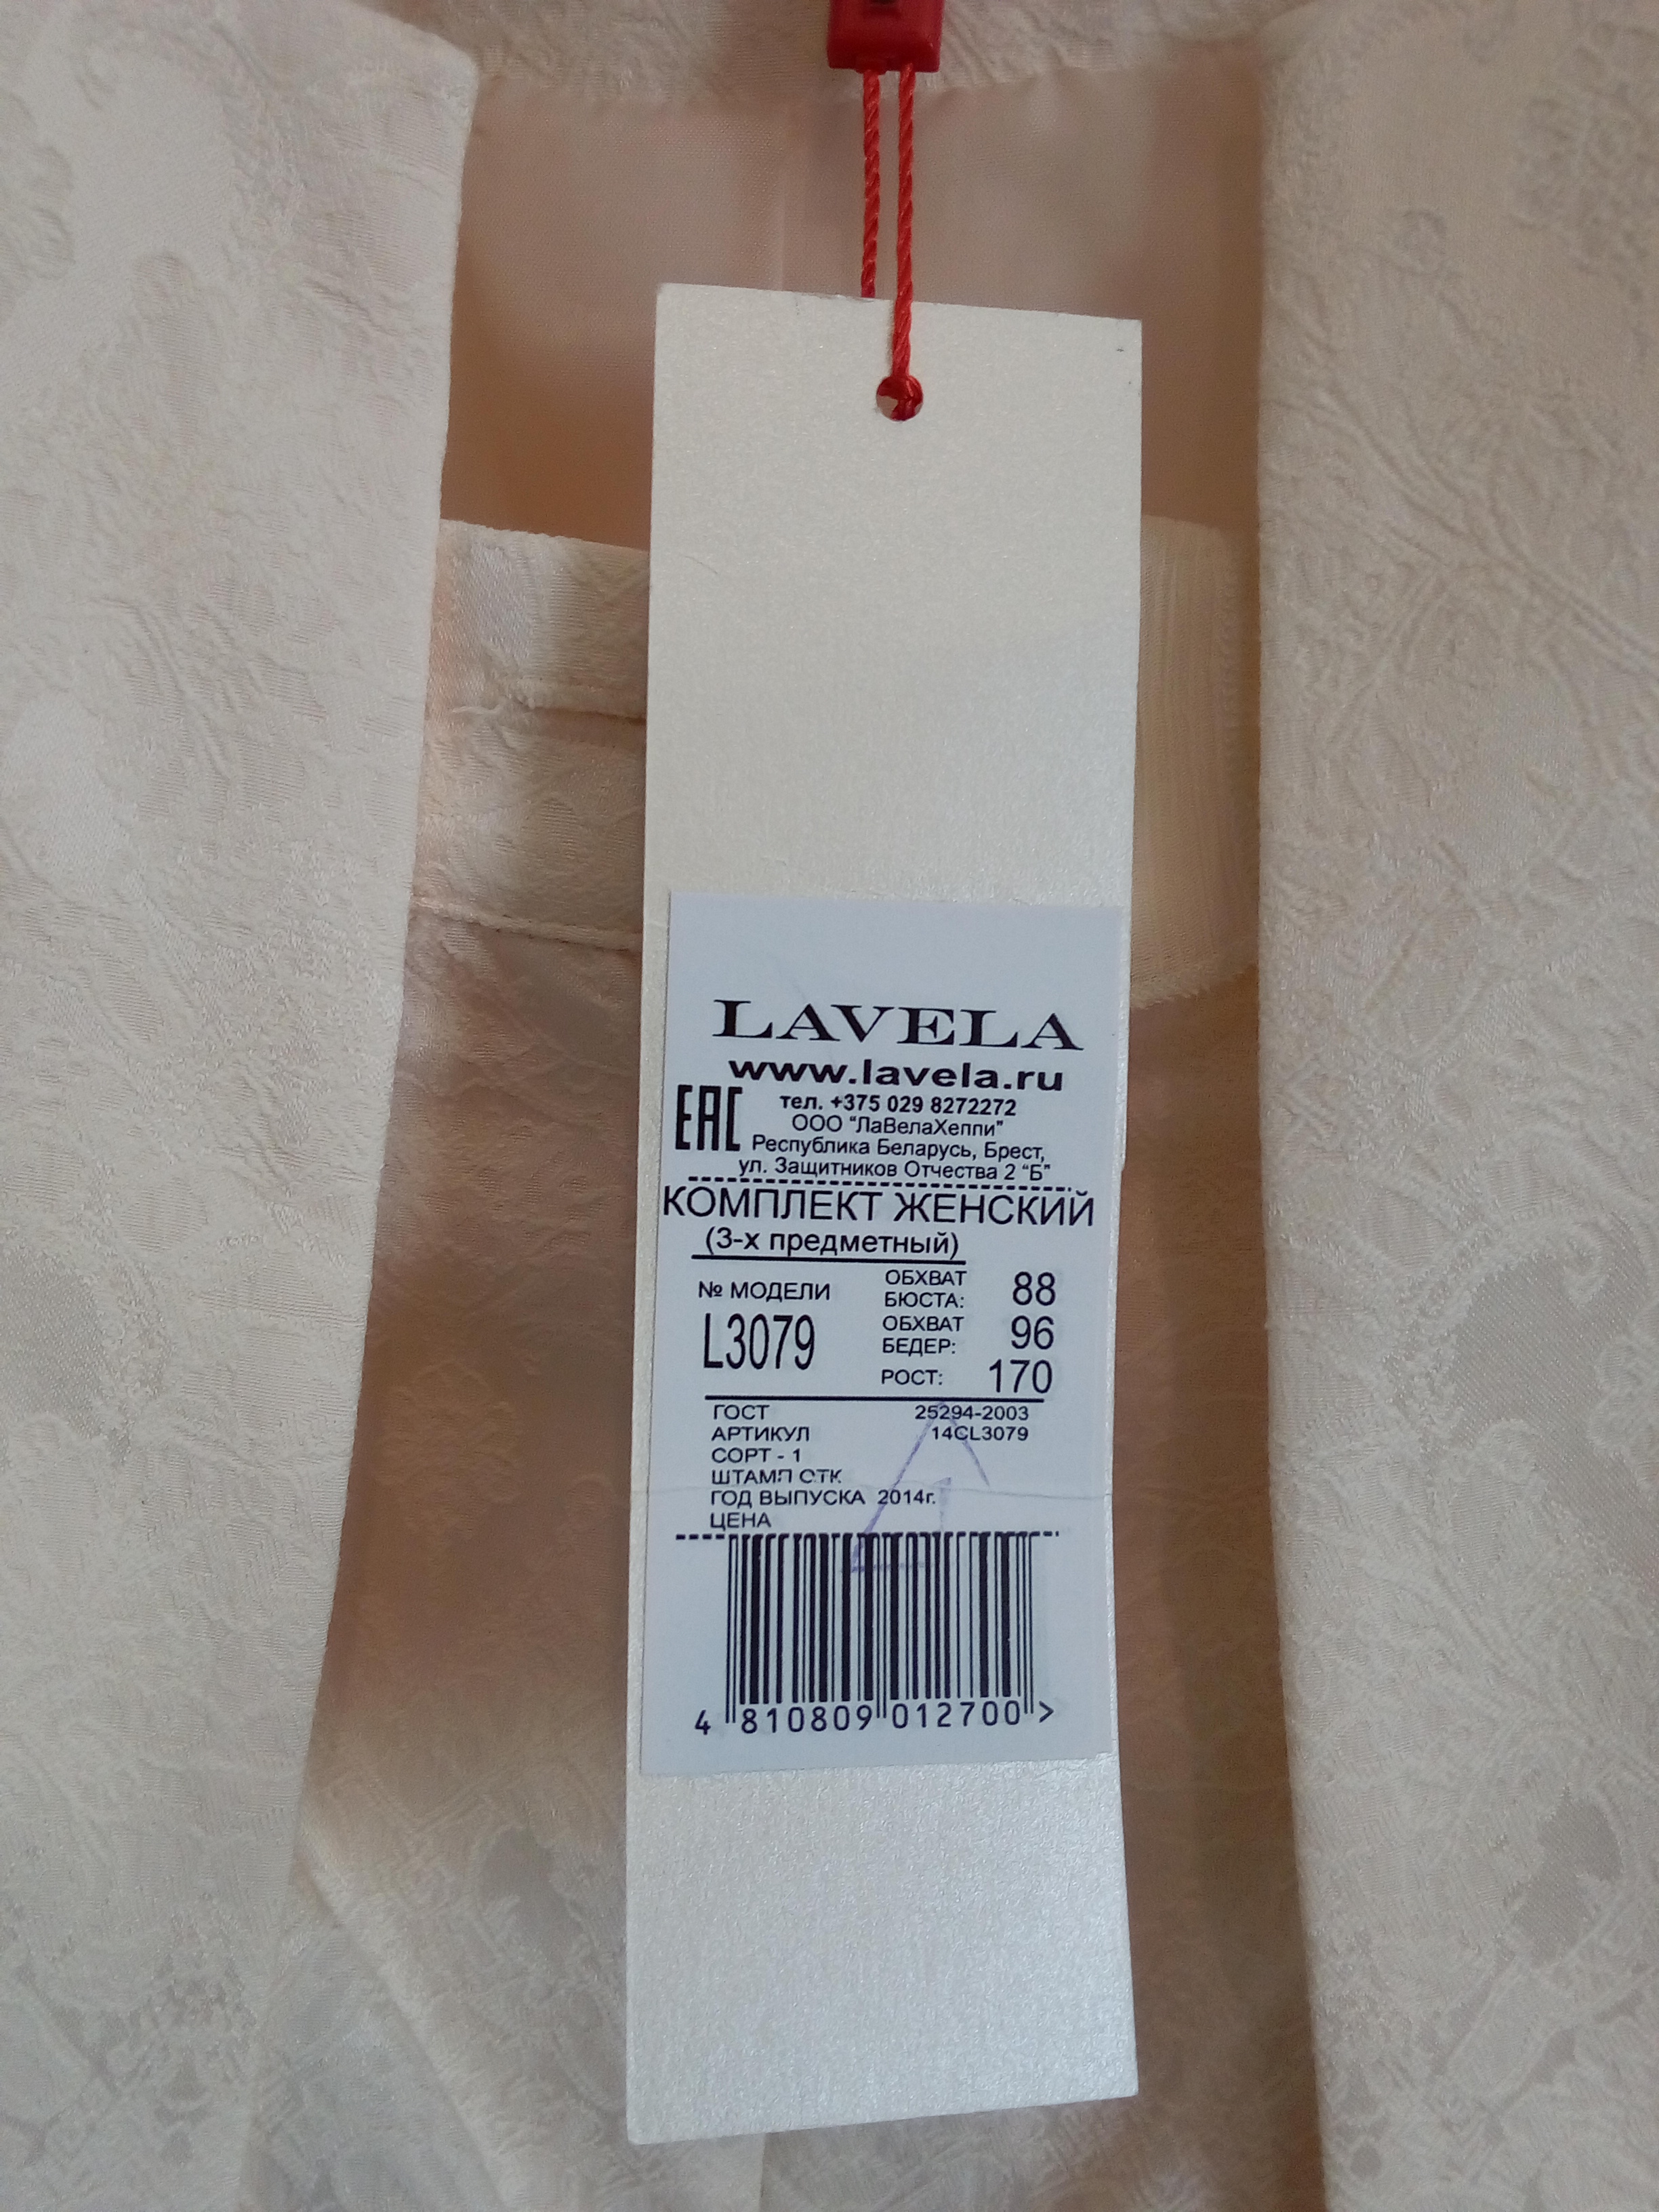 LAVELA
www.lavela.ru
EAC
тел. +375 029 8272272
ООО "ЛаВелаХеппи"
Республика Беларусь, Брест,
ул. Защитников Отчества 2 "Б"
КОМПЛЕКТ ЖЕНСКИЙ
(3-х предметный)
№ МОДЕЛИ
L3079
ОБХВАТ
БЮСТА: 88
ОБХВАТ
БЕДЕР: 96
РОСТ: 170
ГОСТ 25294-2003
АРТИКУЛ 14CL3079
СОРТ - 1
ШТАМП ОТК
ГОД ВЫПУСКА 2014г.
ЦЕНА
4 810809 012700 >